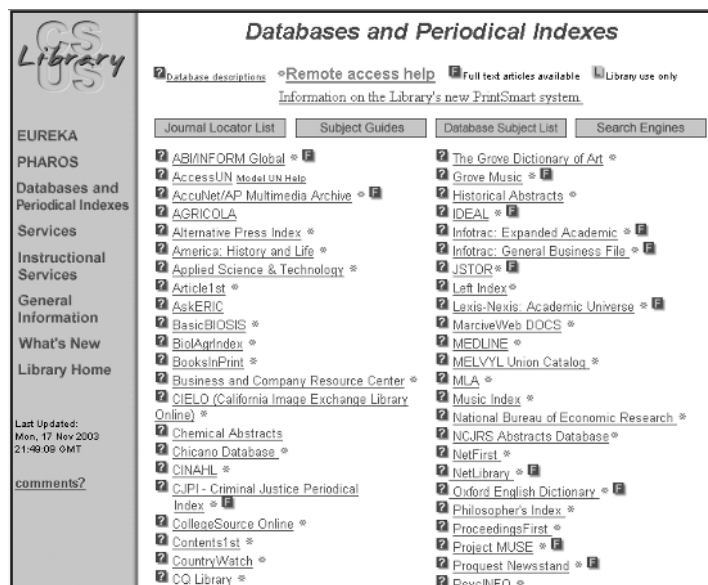 CS
Library
US
EUREKA
PHAROS
Databases and
Periodical Indexes
Services
Instructional
Services
General
Information
What's New
Library Home
Last Updated:
Mon, 17 Nov 2003
21:49:09 GMT
comments?
Databases and Periodical Indexes
? Database descriptions *Remote access help F Full text articles available L Library use only
Information on the Library's new PrintSmart system.
Journal Locator List Subject Guides Database Subject List Search Engines
? ABI/INFORM Global * F
? AccessUN Model UN Help
? AccuNet/AP Multimedia Archive * F
? AGRICOLA
? Alternative Press Index *
? America: History and Life *
? Applied Science & Technology *
? Article1st *
? AskERIC
? BasicBIOSIS *
? BiolAgrIndex *
? BooksInPrint *
? Business and Company Resource Center *
? CIELO (California Image Exchange Library
Online) *
? Chemical Abstracts
? Chicano Database *
? CINAHL *
? CJPI - Criminal Justice Periodical
Index * F
? CollegeSource Online *
? Contents1st *
? CountryWatch *
? CQ Library *
? The Grove Dictionary of Art *
? Grove Music * F
? Historical Abstracts *
? IDEAL * F
? Infotrac: Expanded Academic * F
? Infotrac: General Business File * F
? JSTOR* F
? Left Index*
? Lexis-Nexis: Academic Universe * F
? MarciveWeb DOCS *
? MEDLINE *
? MELVYL Union Catalog *
? MLA *
? Music Index *
? National Bureau of Economic Research *
? NCJRS Abstracts Database*
? NetFirst *
? NetLibrary * F
? Oxford English Dictionary * F
? Philosopher's Index *
? ProceedingsFirst *
? Project MUSE * F
? Proquest Newsstand * F
? PsycINFO *